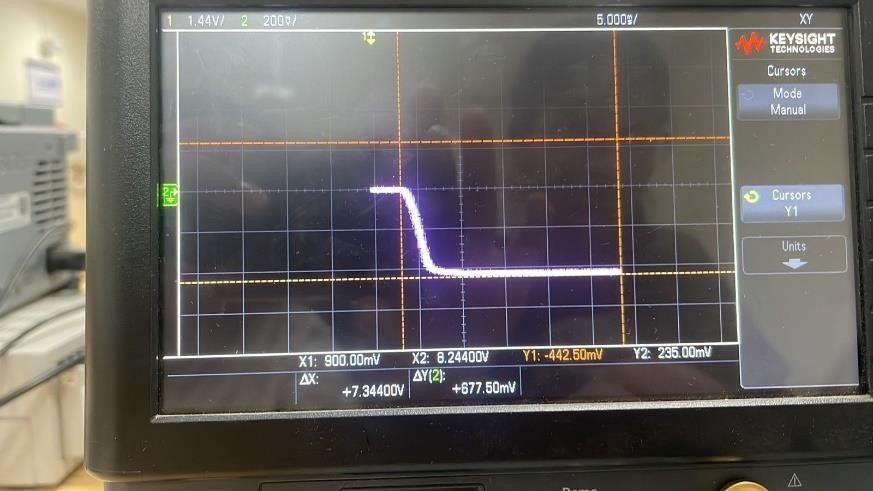 1 1.44V/ 2 200V/ 5.000s/ XY
KEYSIGHT
TECHNOLOGIES
Cursors
Mode
Manual
Cursors
Y1
Units
X1: 900.00mV X2: 8.24400V Y1: -442.50mV Y2: 235.00mV
ΔX:
+7.34400V
ΔY(2):
+677.50mV